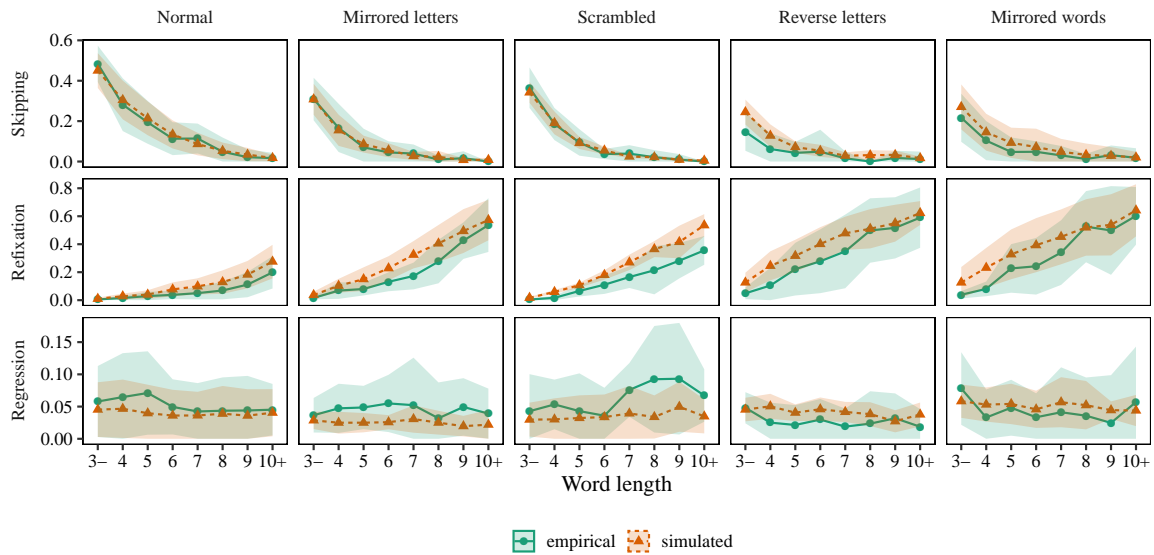 Normal Mirrored letters Scrambled Reverse letters Mirrored words
Skipping
0.6
0.4
0.2
0.0
Refixation
0.8
0.6
0.4
0.2
0.0
Regression
0.15
0.10
0.05
0.00
3– 4 5 6 7 8 9 10+ 3– 4 5 6 7 8 9 10+ 3– 4 5 6 7 8 9 10+ 3– 4 5 6 7 8 9 10+ 3– 4 5 6 7 8 9 10+
Word length
empirical simulated